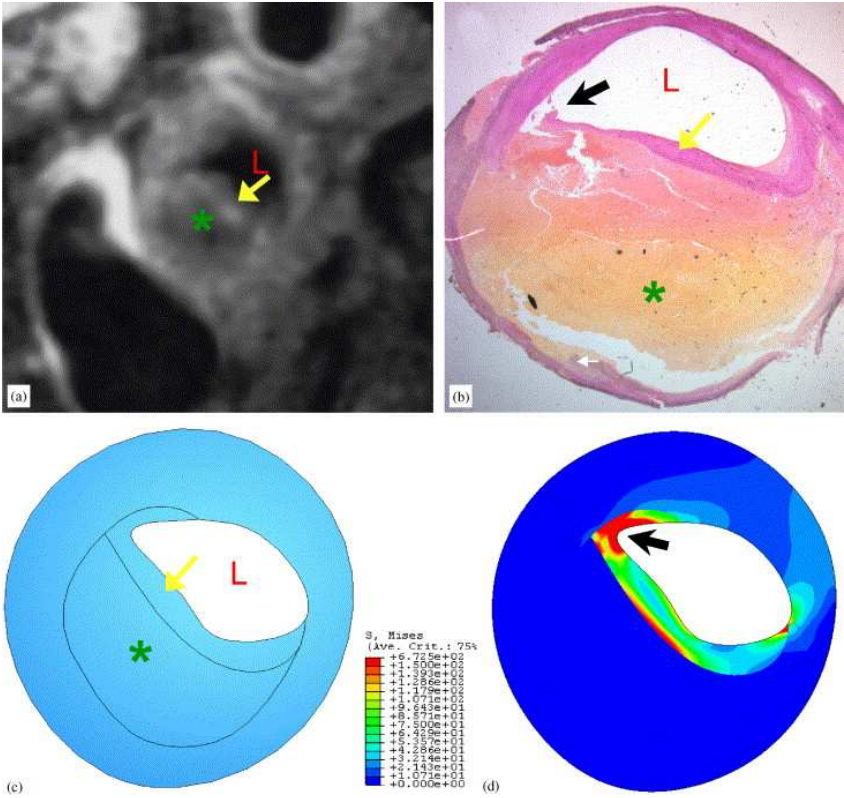 L
*
(a)
L
*
(b)
L
*
(c)
S, Mises
(Ave. Crit.: 75%
+6.725e+02
+1.500e+02
+1.393e+02
+1.286e+02
+1.179e+02
+1.071e+02
+9.643e+01
+8.571e+01
+7.500e+01
+6.429e+01
+5.357e+01
+4.286e+01
+3.214e+01
+2.143e+01
+1.071e+01
+0.000e+00
(d)